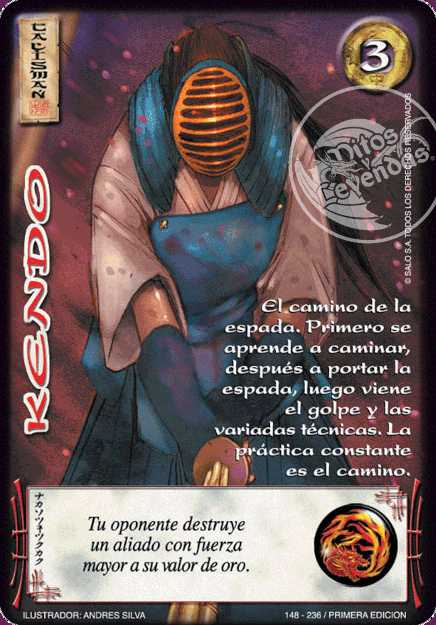 TALISMAN
3
Mitos
y
Leyendas
© SALO S.A. TODOS LOS DERECHOS RESERVADOS
KENDO
El camino de la
espada. Primero se
aprende a caminar,
después a portar la
espada, luego viene
el golpe y las
variadas técnicas. La
práctica constante
es el camino.
Tu oponente destruye
un aliado con fuerza
mayor a su valor de oro.
ILUSTRADOR: ANDRES SILVA
148 - 236 / PRIMERA EDICION